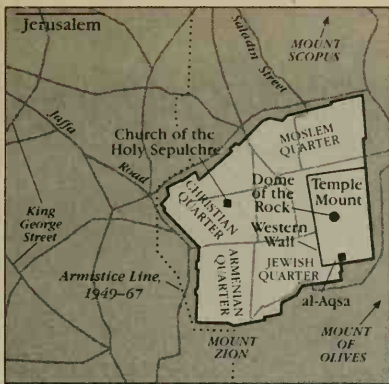 Jerusalem
MOUNT
SCOPUS
Saladin Street
Jaffa
Road
Church of the
Holy Sepulchre
MOSLEM
QUARTER
CHRISTIAN
QUARTER
Dome
of the
Rock
Temple
Mount
Western
Wall
King
George
Street
Armistice Line,
1949–67
ARMENIAN
QUARTER
JEWISH
QUARTER
al-Aqsa
MOUNT
ZION
MOUNT
OF
OLIVES